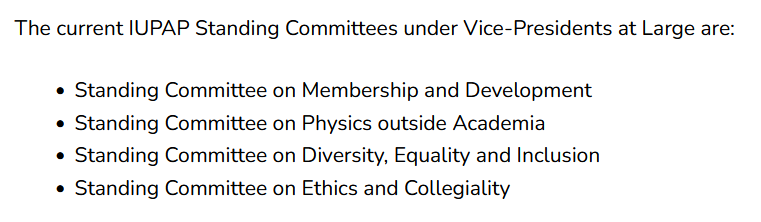 The current IUPAP Standing Committees under Vice-Presidents at Large are:
• Standing Committee on Membership and Development
• Standing Committee on Physics outside Academia
• Standing Committee on Diversity, Equality and Inclusion
• Standing Committee on Ethics and Collegiality